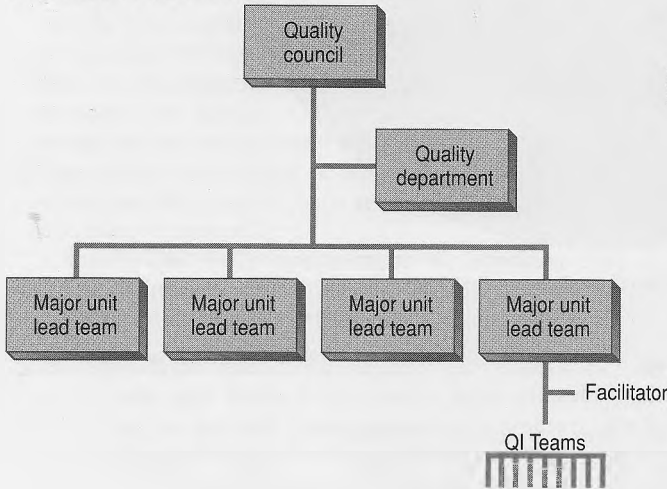 Quality
council
Quality
department
Major unit
lead team
Major unit
lead team
Major unit
lead team
Major unit
lead team
Facilitator
QI Teams